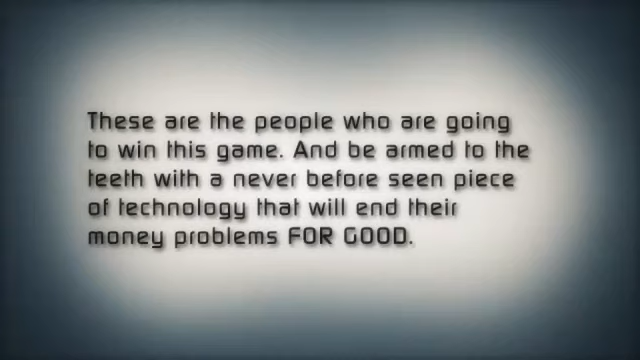 These are the people who are going
to win this game. And be armed to the
teeth with a never before seen piece
of technology that will end their
money problems FOR GOOD.